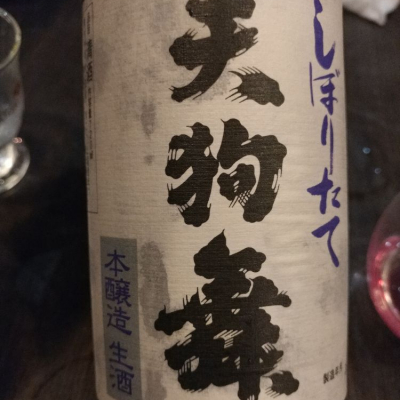 しぼりたて
天狗舞
本醸造 生酒